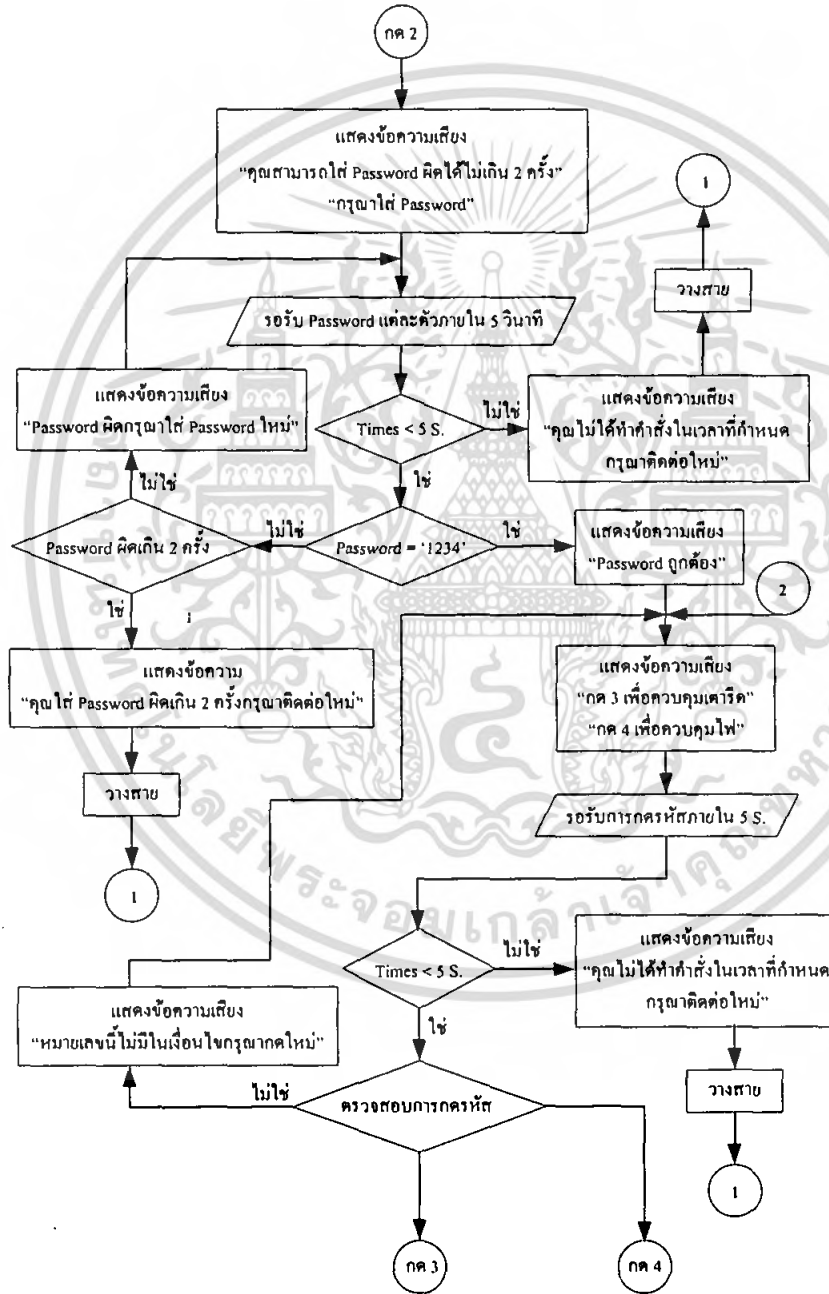 กด 2
แสดงข้อความเสียง
“คุณสามารถใส่ Password ผิดได้ไม่เกิน 2 ครั้ง”
“กรุณาใส่ Password”
1
วางสาย
รอรับ Password แต่ละตัวภายใน 5 วินาที
แสดงข้อความเสียง
“Password ผิดกรุณาใส่ Password ใหม่”
Times < 5 S.
ไม่ใช่
แสดงข้อความเสียง
“คุณไม่ได้ทำคำสั่งในเวลาที่กำหนด
กรุณาติดต่อใหม่”
ไม่ใช่
ใช่
Password ผิดเกิน 2 ครั้ง
ไม่ใช่
Password = ‘1234’
ใช่
แสดงข้อความเสียง
“Password ถูกต้อง”
2
ใช่
1
แสดงข้อความ
“คุณใส่ Password ผิดเกิน 2 ครั้งกรุณาติดต่อใหม่”
แสดงข้อความเสียง
“กด 3 เพื่อควบคุมเตารีด”
“กด 4 เพื่อควบคุมไฟ”
วางสาย
รอรับการกดรหัสภายใน 5 S.
1
Times < 5 S.
ไม่ใช่
แสดงข้อความเสียง
“คุณไม่ได้ทำคำสั่งในเวลาที่กำหนด
กรุณาติดต่อใหม่”
แสดงข้อความเสียง
“หมายเลขนี้ไม่มีในเงื่อนไขกรุณากดใหม่”
ใช่
ไม่ใช่
ตรวจสอบการกดรหัส
วางสาย
1
กด 3
กด 4
พระจอมเกล้าเจ้าคุณทหาร